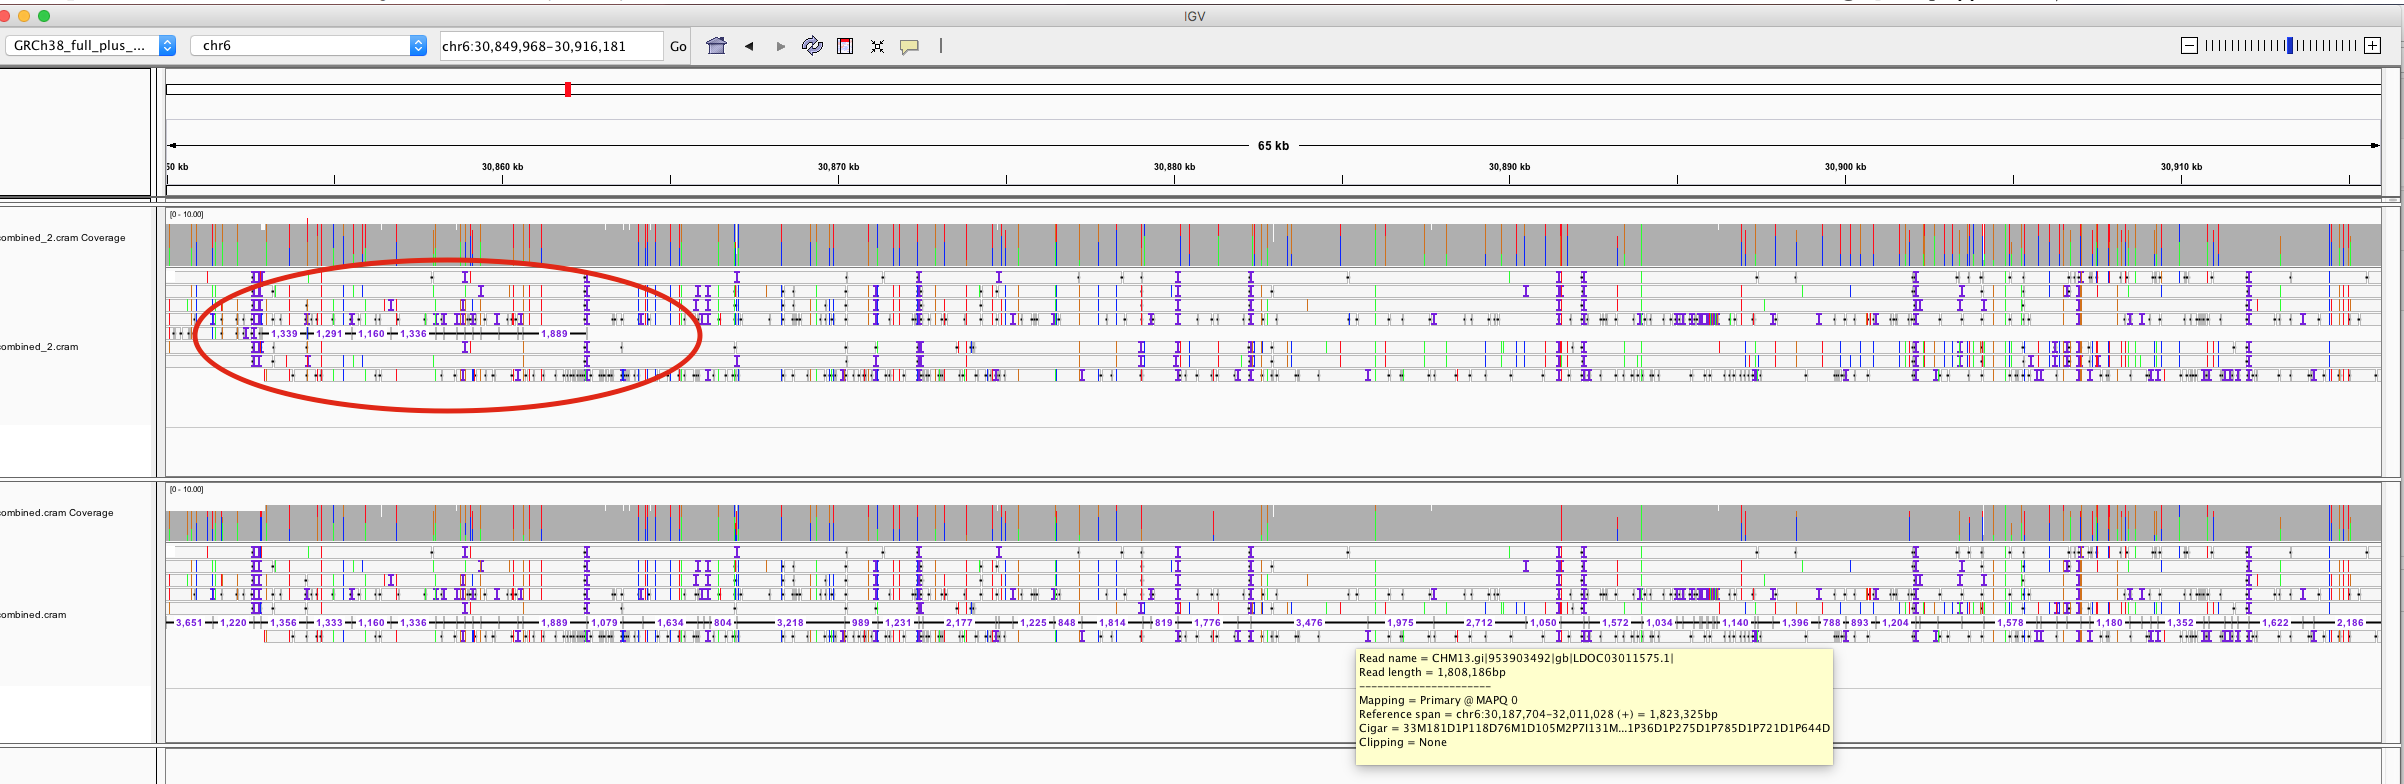 IGV
GRCh38_full_plus_... chr6 chr6:30,849,968-30,916,181 Go
65 kb
50 kb 30,860 kb 30,870 kb 30,880 kb 30,890 kb 30,900 kb 30,910 kb
[0 - 10.00]
ombined_2.cram Coverage
1,339 1,291 1,160 1,336 1,889
ombined_2.cram
[0 - 10.00]
ombined.cram Coverage
ombined.cram
3,651 1,220 1,356 1,333 1,160 1,336 1,889 1,079 1,634 804 3,218 989 1,231 2,177 1,225 848 1,814 819 1,776 3,476 1,975 2,712 1,050 1,572 1,034 1,140 1,396 788 893 1,204 1,578 1,180 1,352 1,622 2,186
Read name = CHM13.gi|953903492|gb|LDOC03011575.1|
Read length = 1,808,186bp
----------------------
Mapping = Primary @ MAPQ 0
Reference span = chr6:30,187,704-32,011,028 (+) = 1,823,325bp
Cigar = 33M181D1P118D76M1D105M2P7I131M...1P36D1P275D1P785D1P721D1P644D
Clipping = None